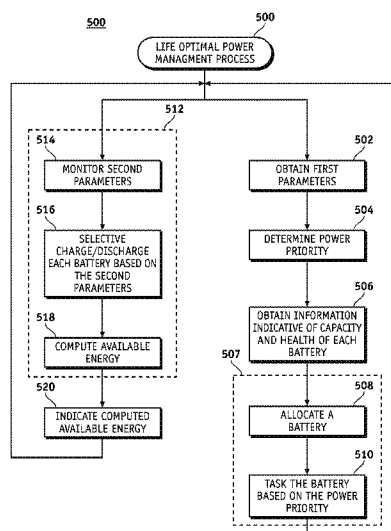 500
500
LIFE OPTIMAL POWER
MANAGMENT PROCESS
512
514
MONITOR SECOND
PARAMETERS
516
SELECTIVE
CHARGE/DISCHARGE
EACH BATTERY BASED ON
THE SECOND
PARAMETERS
518
COMPUTE AVAILABLE
ENERGY
520
INDICATE COMPUTED
AVAILABLE ENERGY
502
OBTAIN FIRST
PARAMETERS
504
DETERMINE POWER
PRIORITY
506
OBTAIN INFORMATION
INDICATIVE OF CAPACITY
AND HEALTH OF EACH
BATTERY
507
508
ALLOCATE A
BATTERY
510
TASK THE BATTERY
BASED ON THE POWER
PRIORITY